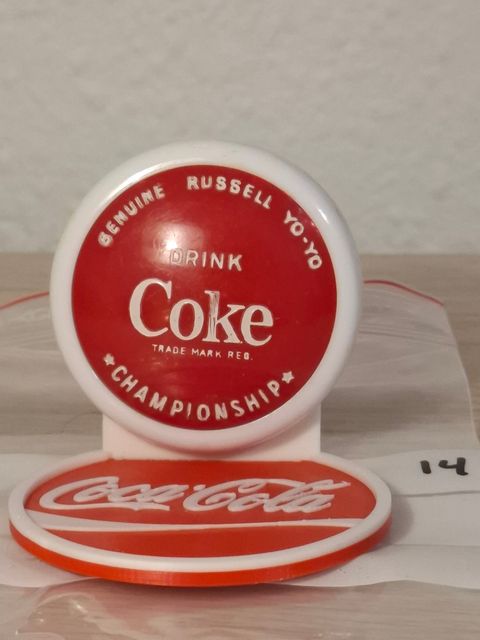 GENUINE RUSSELL YO-YO
DRINK
Coke
TRADE MARK REG.
★CHAMPIONSHIP★
Coca-Cola
14